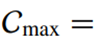 𝒞max =